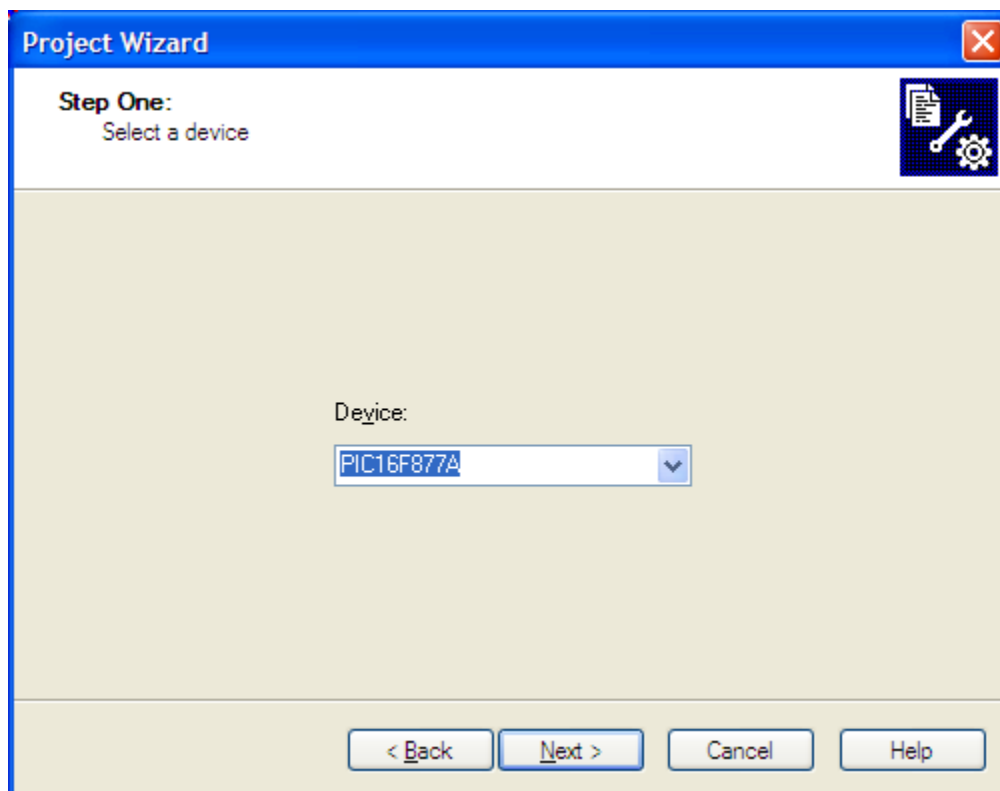 Project Wizard
Step One:
Select a device
Device:
PIC16F877A
< Back Next > Cancel Help